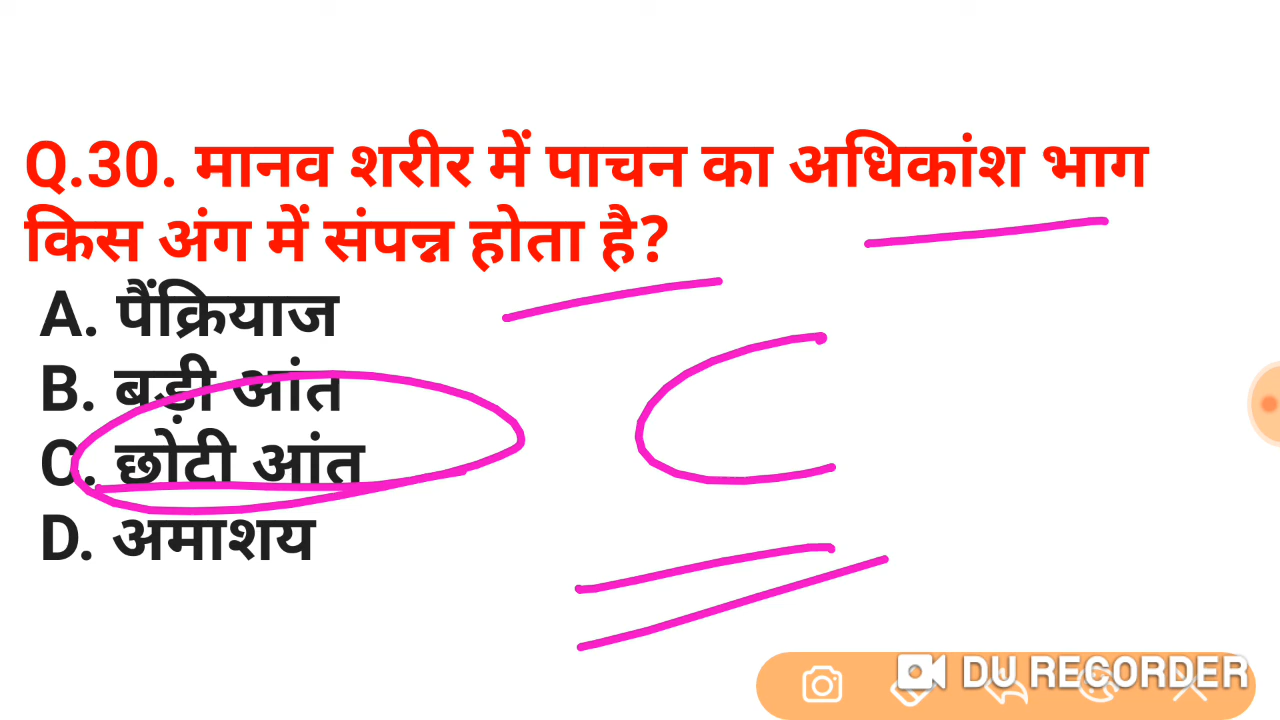 Q.30. मानव शरीर में पाचन का अधिकांश भाग
किस अंग में संपन्न होता है?
A. पैंक्रियाज
B. बड़ी आंत
C. छोटी आंत
D. अमाशय
C
DU RECORDER